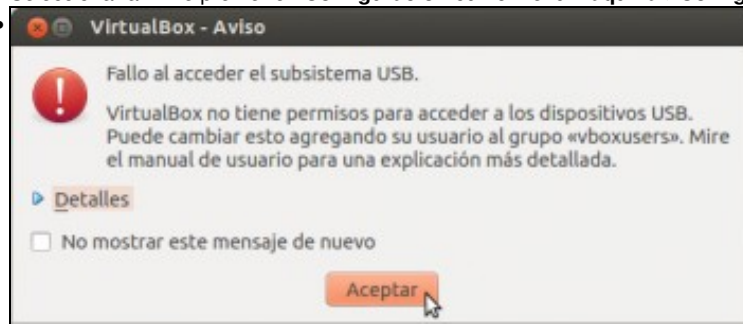 VirtualBox - Aviso
Fallo al acceder el subsistema USB.
VirtualBox no tiene permisos para acceder a los dispositivos USB.
Puede cambiar esto agregando su usuario al grupo «vboxusers». Mire
el manual de usuario para una explicación más detallada.
Detalles
No mostrar este mensaje de nuevo
Aceptar